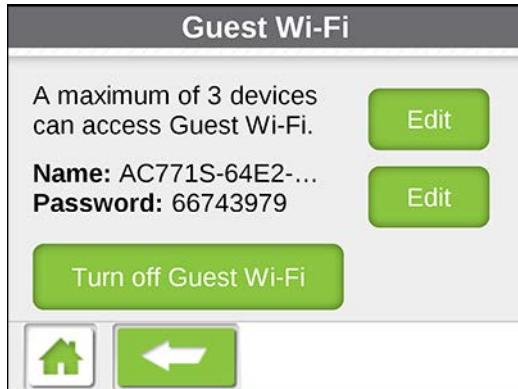 Guest Wi-Fi
A maximum of 3 devices
can access Guest Wi-Fi.
Edit
Name: AC771S-64E2-...
Password: 66743979
Edit
Turn off Guest Wi-Fi